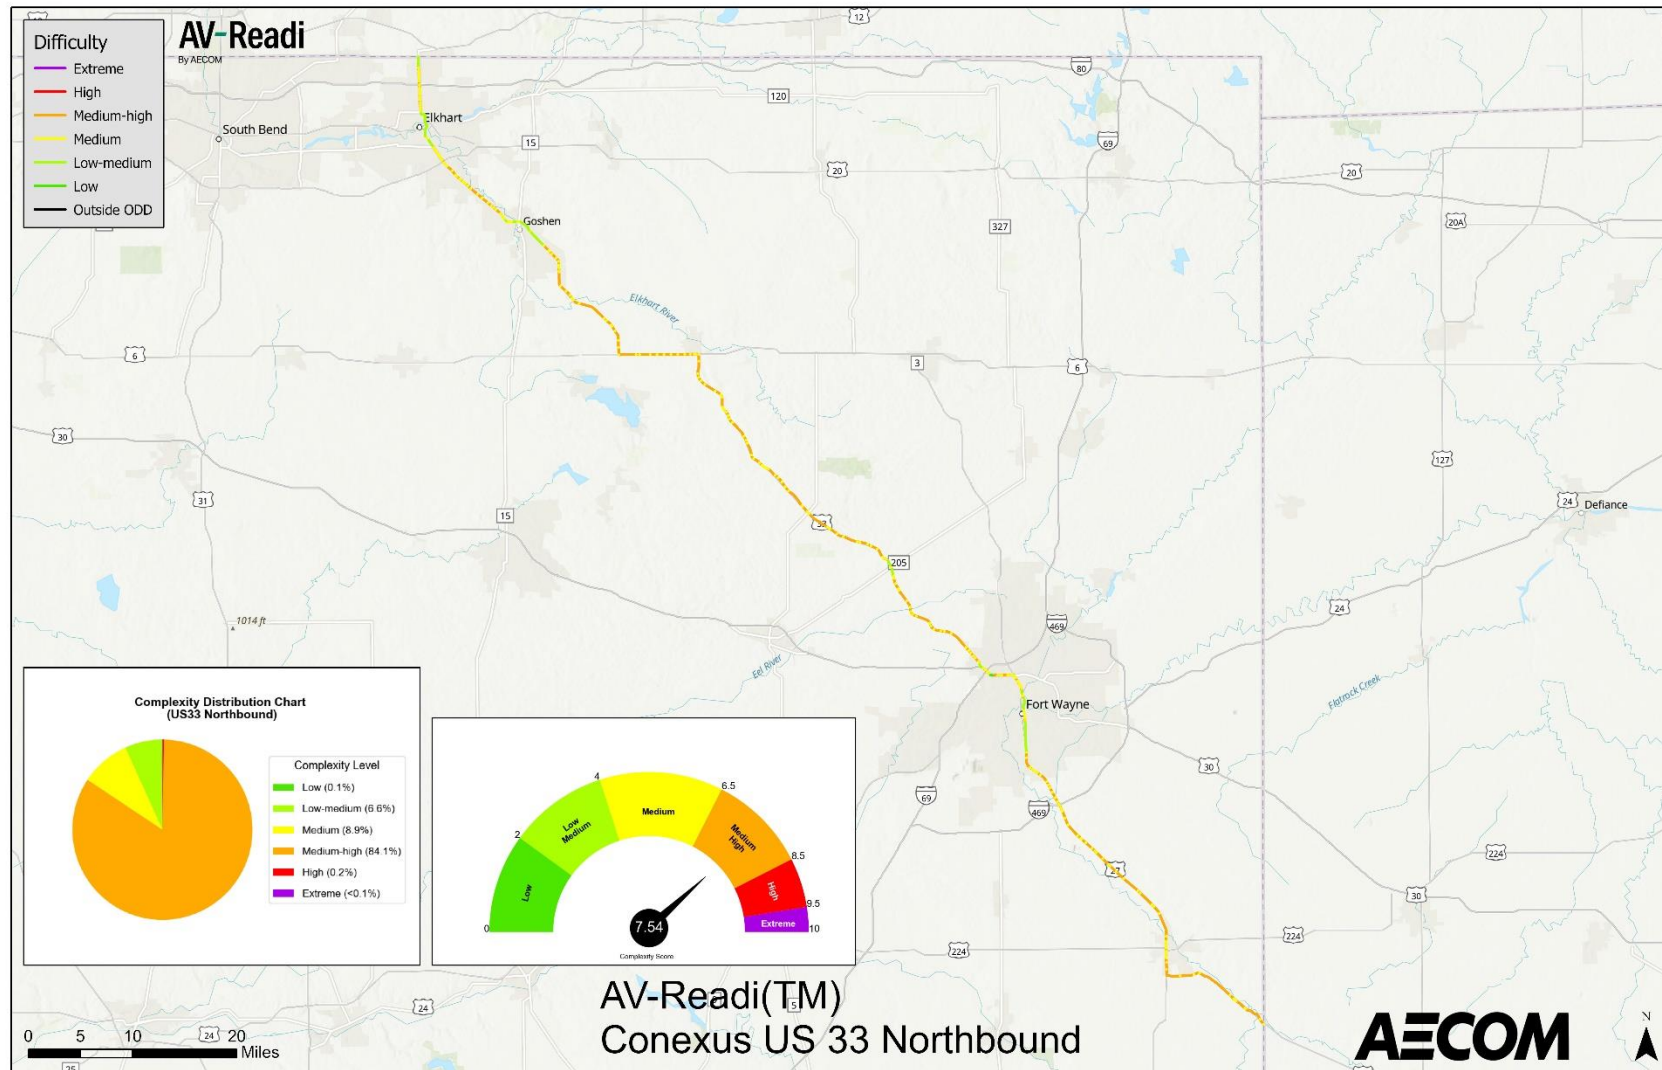 Difficulty
Extreme
High
Medium-high
Medium
Low-medium
Low
Outside ODD
AV-Readi
By AECOM
12
80
120
Elkhart
South Bend
15
69
20
20
Goshen
327
20A
Elkhart River
6
3
6
30
127
31
15
33
24
Defiance
205
24
1014 ft
469
Eel River
Flatrock Creek
Fort Wayne
30
69
469
27
224
30
224
224
24
24
5
Complexity Distribution Chart
(US33 Northbound)
Complexity Level
Low (0.1%)
Low-medium (6.6%)
Medium (8.9%)
Medium-high (84.1%)
High (0.2%)
Extreme (<0.1%)
0
2
4
6.5
8.5
9.5
10
Low
Low
Medium
Medium
Medium
High
High
Extreme
7.54
Complexity Score
AV-Readi(TM)
Conexus US 33 Northbound
0 5 10 20
Miles
AECOM
N